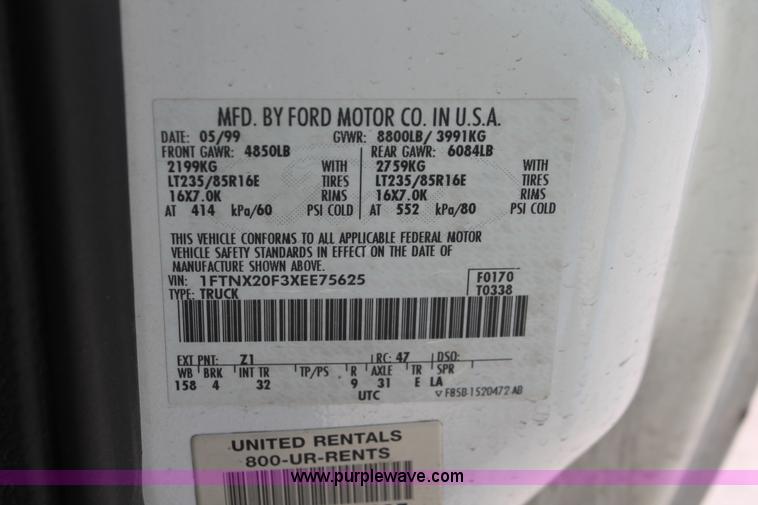 MFD. BY FORD MOTOR CO. IN U.S.A.
DATE: 05/99 GVWR: 8800LB/ 3991KG
FRONT GAWR: 4850LB REAR GAWR: 6084LB
2199KG WITH 2759KG WITH
LT235/85R16E TIRES LT235/85R16E TIRES
16X7.0K RIMS 16X7.0K RIMS
AT 414 kPa/60 PSI COLD AT 552 kPa/80 PSI COLD
THIS VEHICLE CONFORMS TO ALL APPLICABLE FEDERAL MOTOR
VEHICLE SAFETY STANDARDS IN EFFECT ON THE DATE OF
MANUFACTURE SHOWN ABOVE.
VIN: 1FTNX20F3XEE75625 F0170
TYPE: TRUCK T0338
EXT PNT: Z1 RC: 47 DSO:
WB BRK INT TR TP/PS R AXLE TR SPR
158 4 32 9 31 E LA
UTC F85B-1520472-AB
UNITED RENTALS
800-UR-RENTS
www.purplewave.com